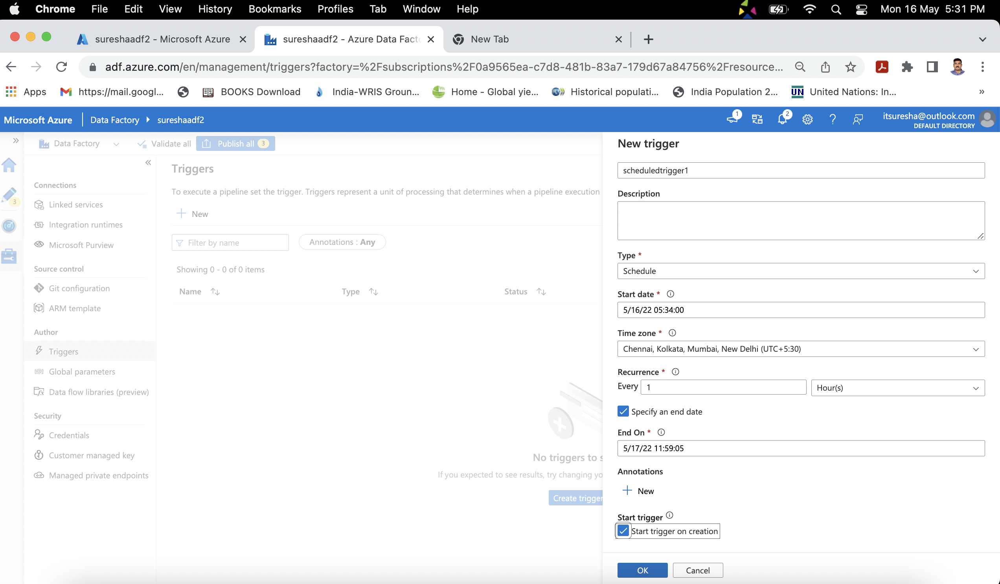 Chrome File Edit View History Bookmarks Profiles Tab Window Help Mon 16 May 5:31 PM
sureshaadf2 - Microsoft Azure sureshaadf2 - Azure Data Fact New Tab
adf.azure.com/en/management/triggers?factory=%2Fsubscriptions%2F0a9565ea-c7d8-481b-83a7-179d67a84756%2Fresource...
Apps https://mail.googl... BOOKS Download India-WRIS Groun... Home - Global yie... Historical populati... India Population 2... UN United Nations: In... »
Microsoft Azure Data Factory sureshaadf2 1 2 itsuresha@outlook.com
DEFAULT DIRECTORY
Data Factory Validate all Publish all 3
3
Connections
Linked services
Integration runtimes
Microsoft Purview
Source control
Git configuration
ARM template
Author
Triggers
Global parameters
Data flow libraries (preview)
Security
Credentials
Customer managed key
Managed private endpoints
Triggers
To execute a pipeline set the trigger. Triggers represent a unit of processing that determines when a pipeline execution
New
Filter by name Annotations : Any
Showing 0 - 0 of 0 items
Name Type Status
No triggers to s
If you expected to see results, try changing yo
Create trigger
New trigger
scheduledtrigger1
Description
Type *
Schedule
Start date *
5/16/22 05:34:00
Time zone *
Chennai, Kolkata, Mumbai, New Delhi (UTC+5:30)
Recurrence *
Every 1 Hour(s)
Specify an end date
End On *
5/17/22 11:59:05
Annotations
New
Start trigger
Start trigger on creation
OK Cancel